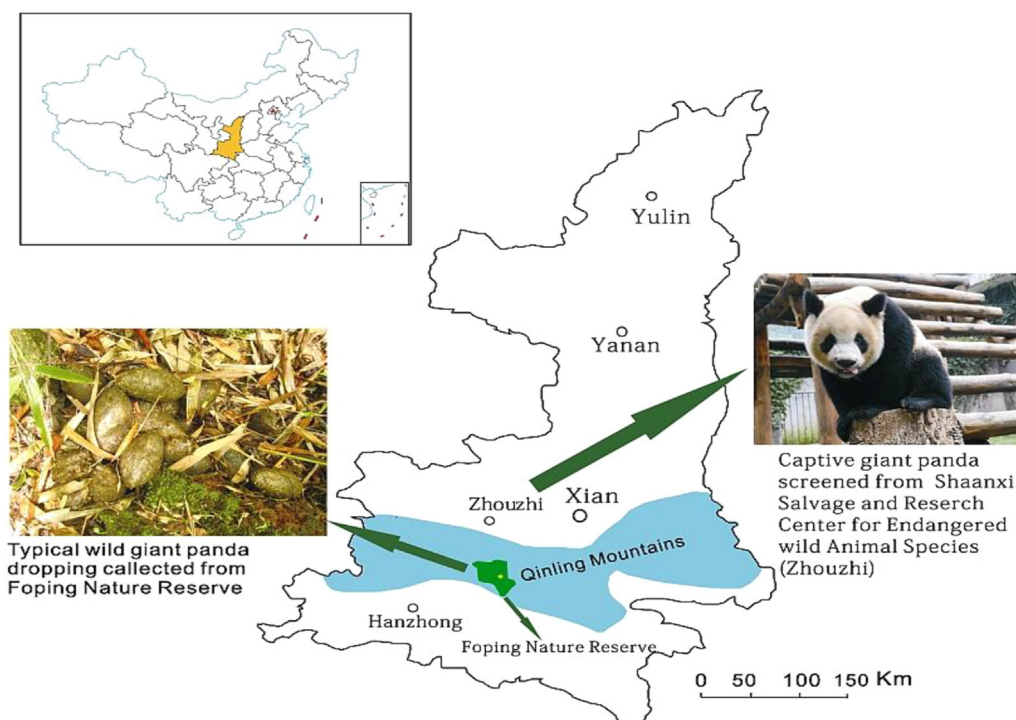 Yulin
Yanan
Captive giant panda
screened from Shaanxi
Salvage and Reserch
Center for Endangered
wild Animal Species
(Zhouzhi)
Xian
Zhouzhi
Typical wild giant panda
dropping callected from
Foping Nature Reserve
Qinling Mountains
Hanzhong
Foping Nature Reserve
0 50 100 150 Km